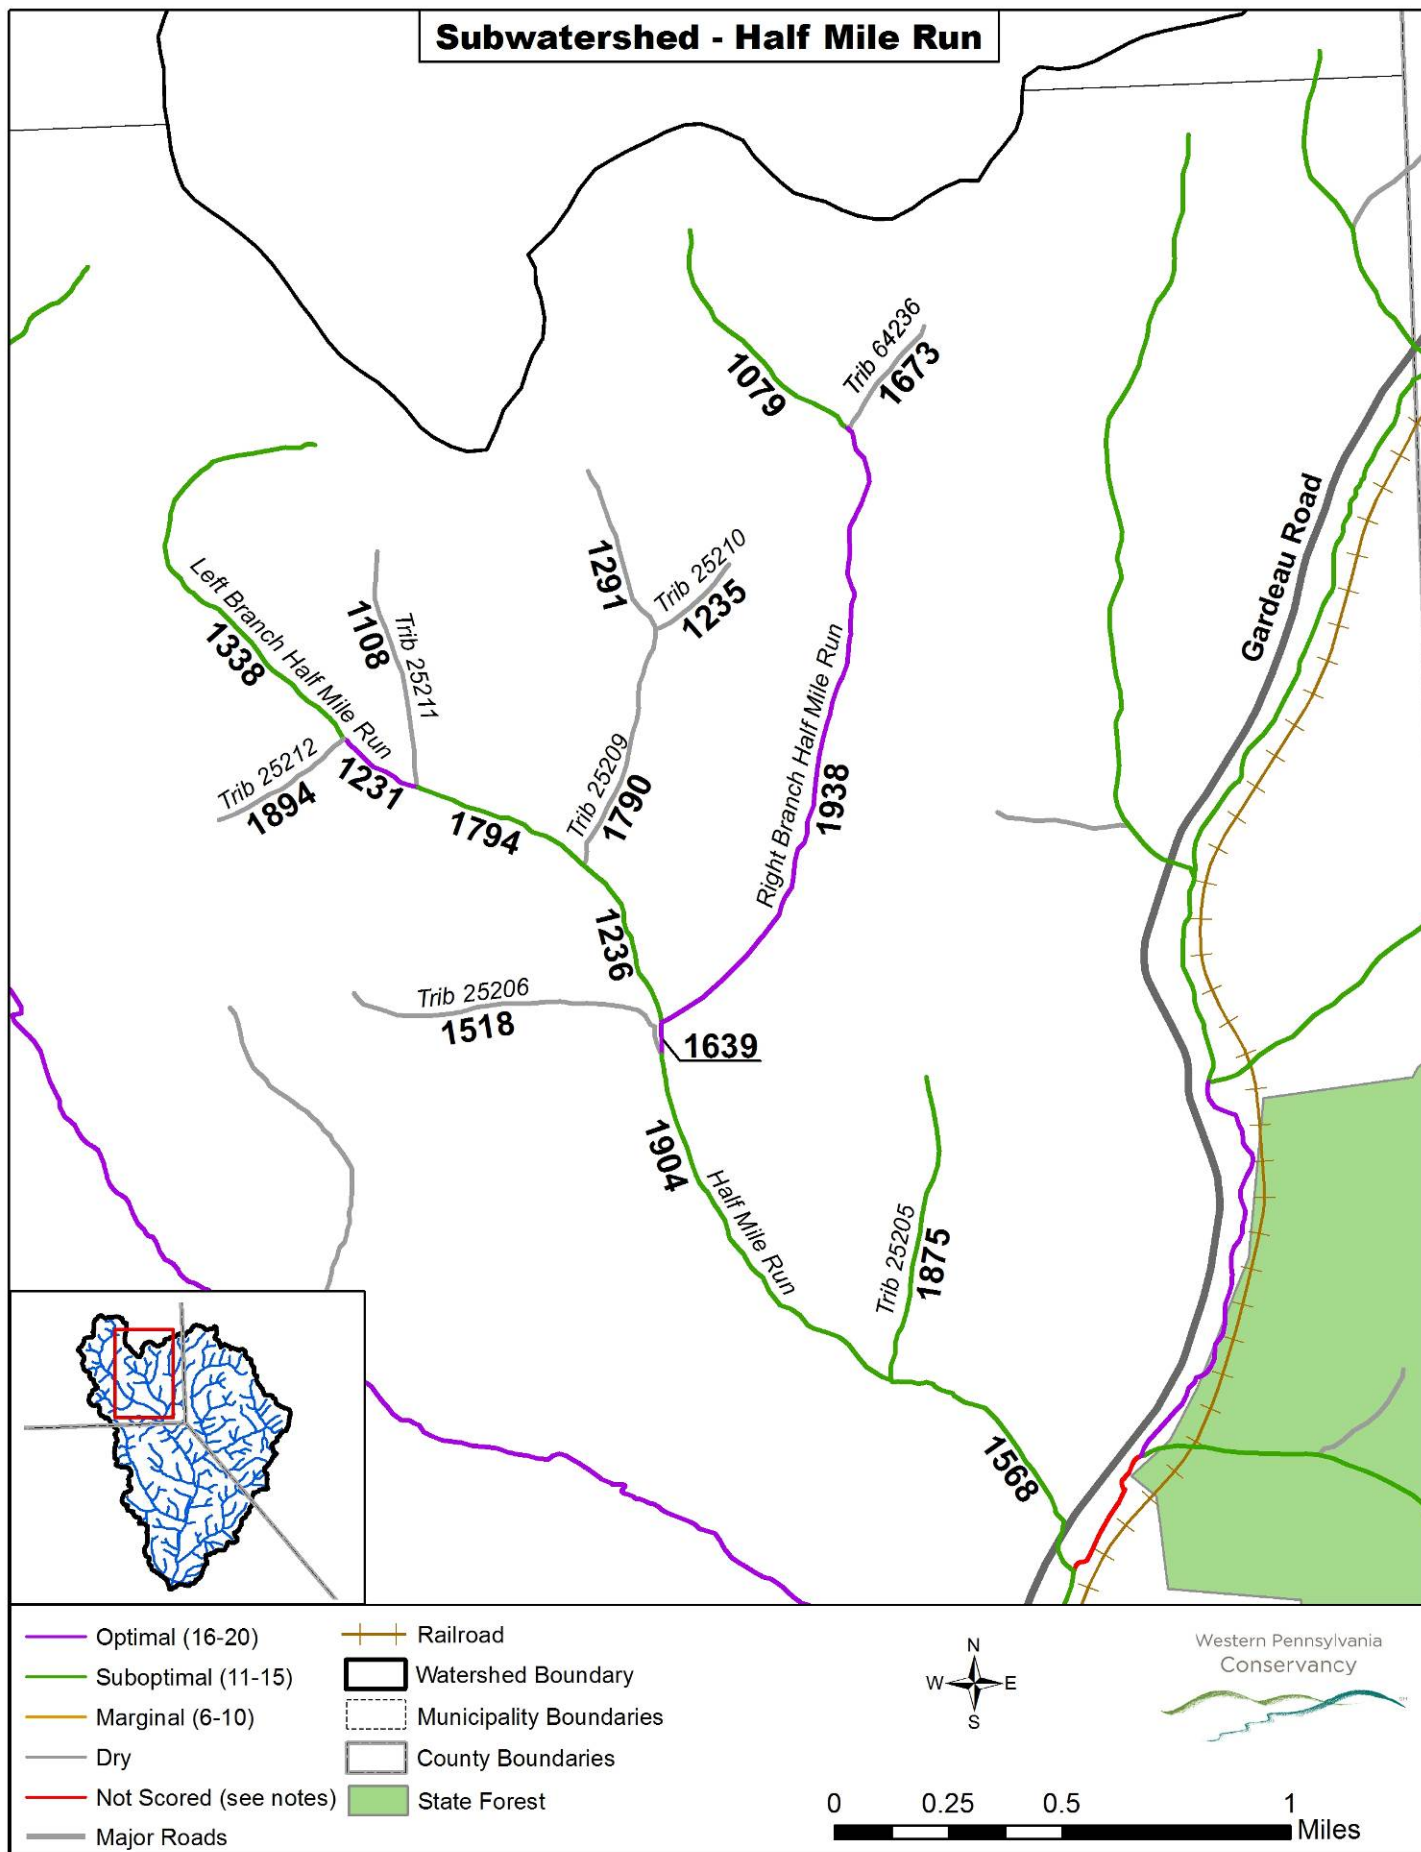 Subwatershed - Half Mile Run
Trib 64236
1673
1079
Gardeau Road
1291
Trib 25210
1235
Left Branch Half Mile Run
1338
1108
Trib 25211
Right Branch Half Mile Run
1938
Trib 25212
1894
1231
1794
Trib 25209
1790
1236
Trib 25206
1518
1639
1904
Half Mile Run
Trib 25205
1875
1568
Optimal (16-20)
Suboptimal (11-15)
Marginal (6-10)
Dry
Not Scored (see notes)
Major Roads
Railroad
Watershed Boundary
Municipality Boundaries
County Boundaries
State Forest
N
W E
S
Western Pennsylvania
Conservancy
0 0.25 0.5 1
Miles